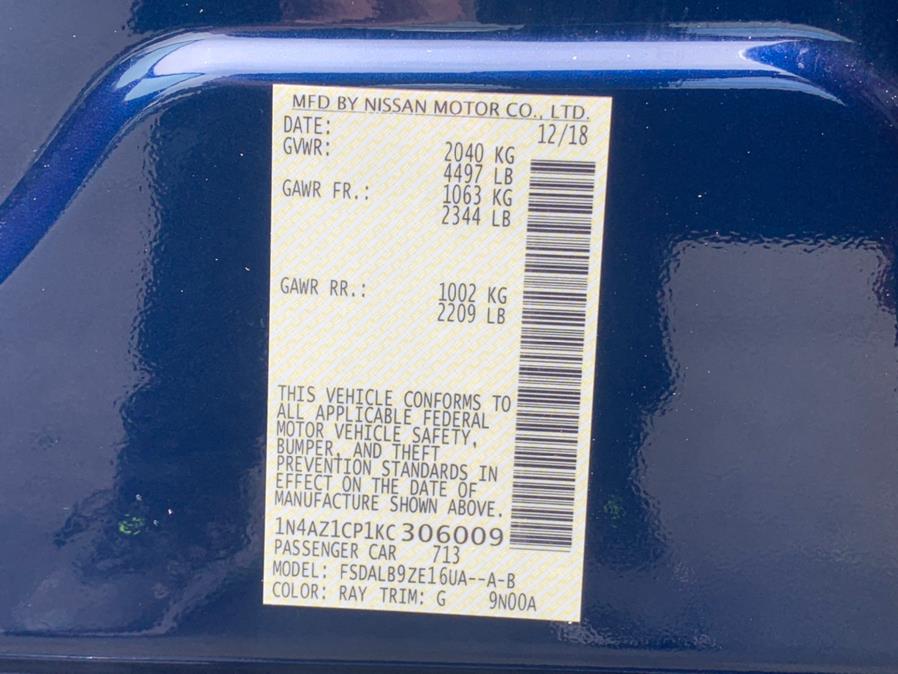 MFD BY NISSAN MOTOR CO., LTD.
DATE: 12/18
GVWR: 2040 KG
4497 LB
GAWR FR.: 1063 KG
2344 LB
GAWR RR.: 1002 KG
2209 LB
THIS VEHICLE CONFORMS TO
ALL APPLICABLE FEDERAL
MOTOR VEHICLE SAFETY,
BUMPER, AND THEFT
PREVENTION STANDARDS IN
EFFECT ON THE DATE OF
MANUFACTURE SHOWN ABOVE.
1N4AZ1CP1KC306009
PASSENGER CAR 713
MODEL: FSDALB9ZE16UA--A-B
COLOR: RAY TRIM: G 9N00A